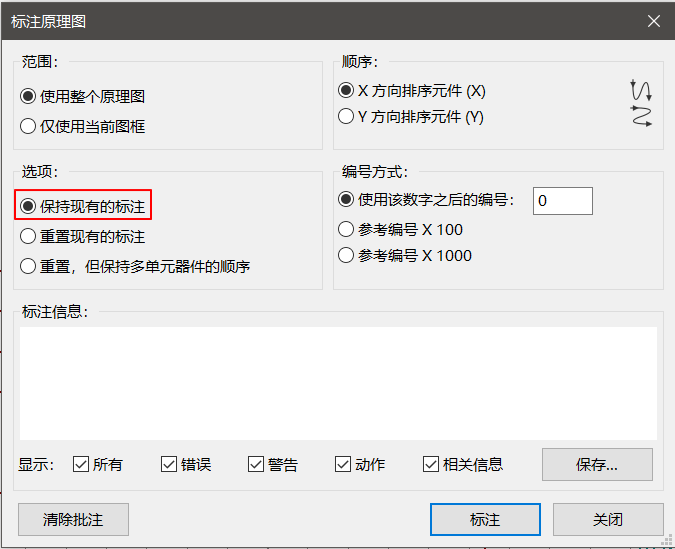 标注原理图
范围：
使用整个原理图
仅使用当前图框
顺序：
X 方向排序元件 (X)
Y 方向排序元件 (Y)
选项：
保持现有的标注
重置现有的标注
重置，但保持多单元器件的顺序
编号方式：
使用该数字之后的编号： 0
参考编号 X 100
参考编号 X 1000
标注信息：
显示： 所有 错误 警告 动作 相关信息 保存...
清除批注 标注 关闭